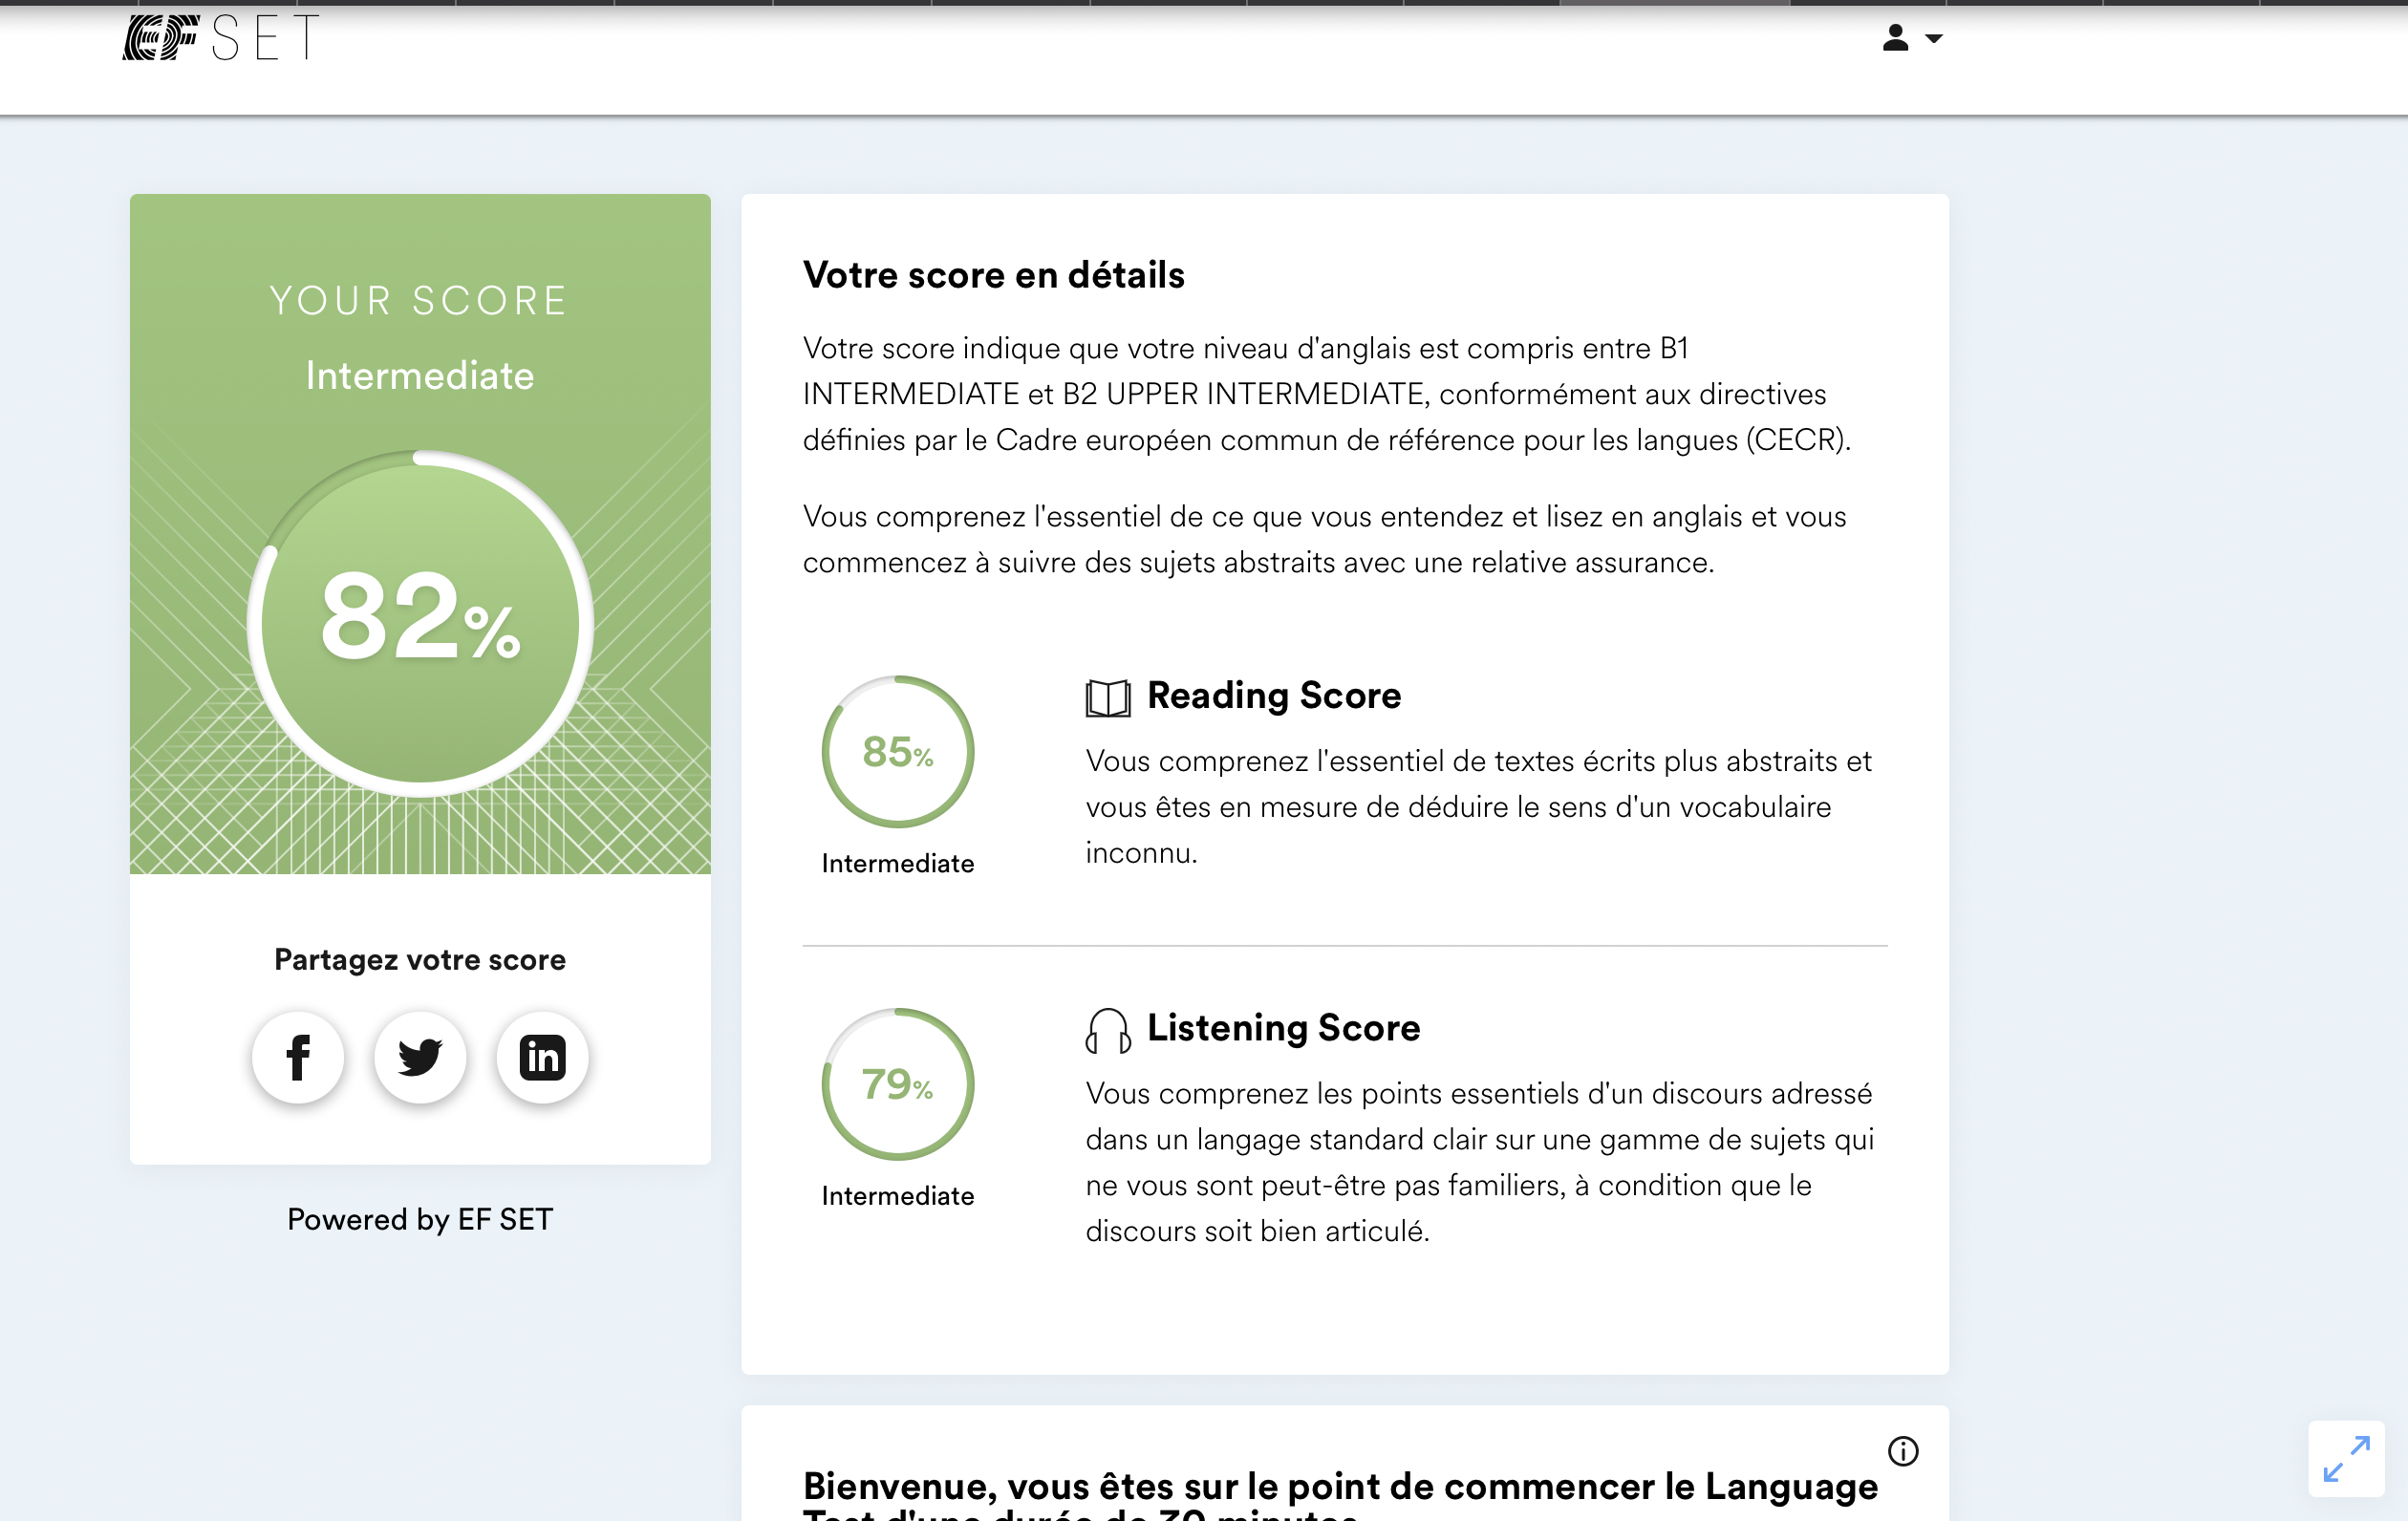 EF SET
YOUR SCORE
Intermediate
82%
Partagez votre score
Powered by EF SET
Votre score en détails
Votre score indique que votre niveau d'anglais est compris entre B1
INTERMEDIATE et B2 UPPER INTERMEDIATE, conformément aux directives
définies par le Cadre européen commun de référence pour les langues (CECR).
Vous comprenez l'essentiel de ce que vous entendez et lisez en anglais et vous
commencez à suivre des sujets abstraits avec une relative assurance.
85%
Intermediate
Reading Score
Vous comprenez l'essentiel de textes écrits plus abstraits et
vous êtes en mesure de déduire le sens d'un vocabulaire
inconnu.
79%
Intermediate
Listening Score
Vous comprenez les points essentiels d'un discours adressé
dans un langage standard clair sur une gamme de sujets qui
ne vous sont peut-être pas familiers, à condition que le
discours soit bien articulé.
Bienvenue, vous êtes sur le point de commencer le Language
Test d'une durée de 30 minutes